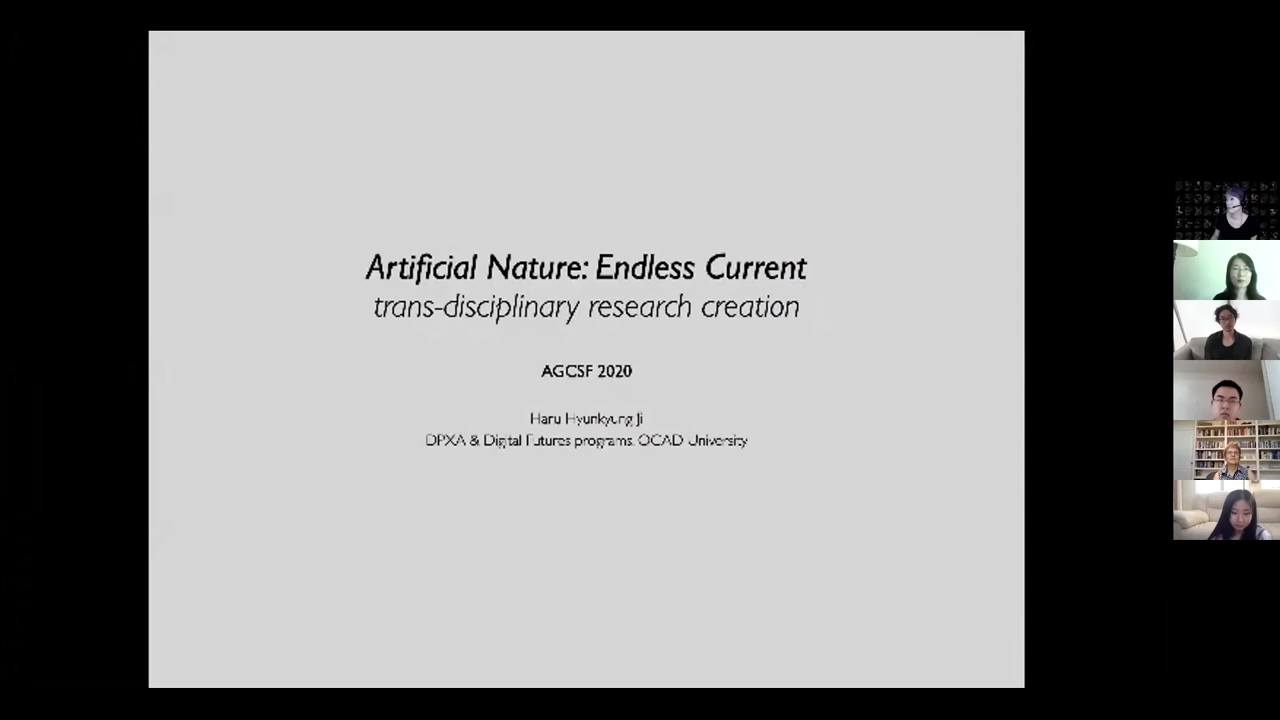 Artificial Nature: Endless Current
trans-disciplinary research creation
AGCSF 2020
Haru Hyunkyung Ji
DPXA & Digital Futures programs, OCAD University